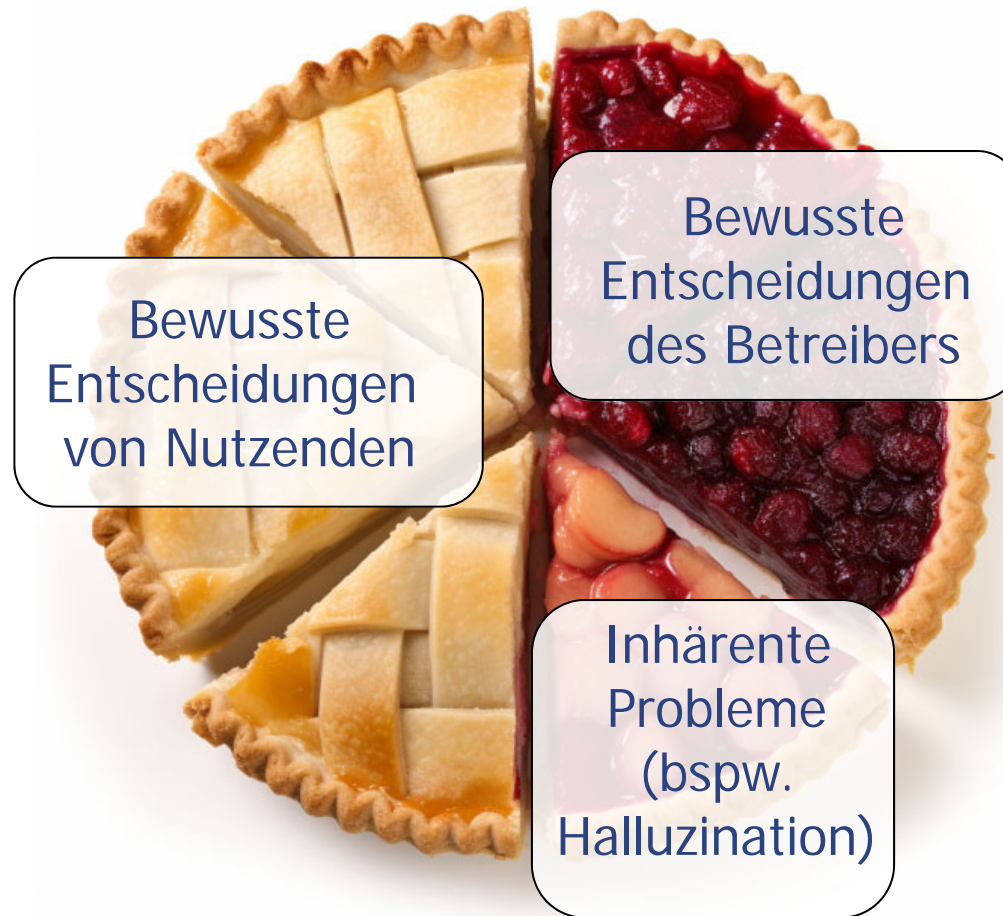 Bewusste
Entscheidungen
des Betreibers
Bewusste
Entscheidungen
von Nutzenden
Inhärente
Probleme
(bspw.
Halluzination)